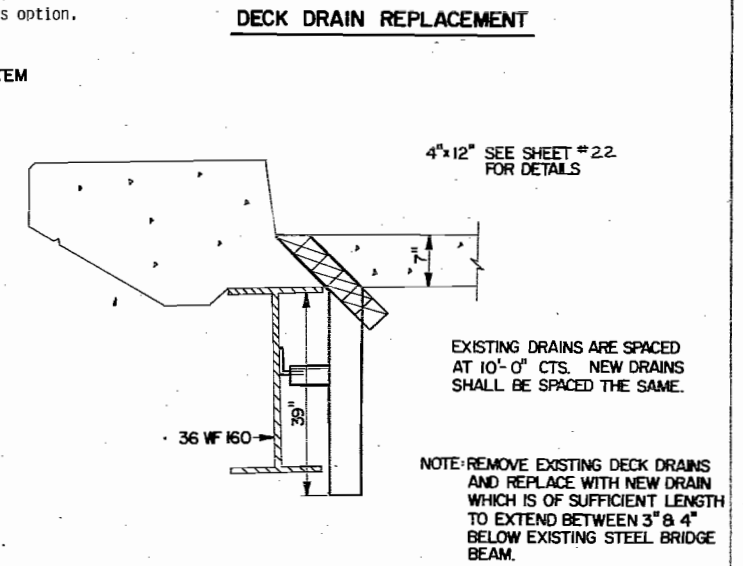 s option.
DECK DRAIN REPLACEMENT
TEM
4"x12" SEE SHEET #22
FOR DETAILS
7"
EXISTING DRAINS ARE SPACED
AT 10'-0" CTS. NEW DRAINS
SHALL BE SPACED THE SAME.
39"
36 WF 160
NOTE: REMOVE EXISTING DECK DRAINS
AND REPLACE WITH NEW DRAIN
WHICH IS OF SUFFICIENT LENGTH
TO EXTEND BETWEEN 3" & 4"
BELOW EXISTING STEEL BRIDGE
BEAM.